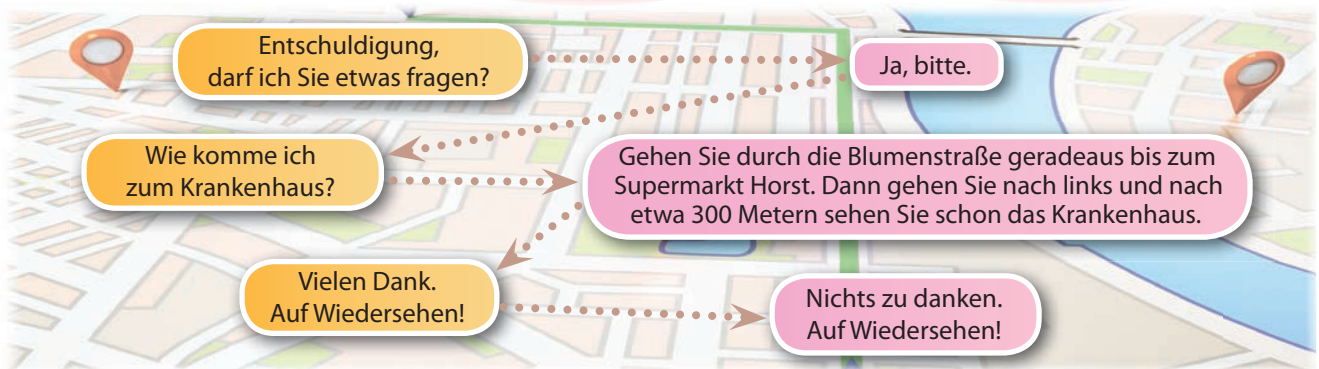 Entschuldigung,
darf ich Sie etwas fragen?
Ja, bitte.
Wie komme ich
zum Krankenhaus?
Gehen Sie durch die Blumenstraße geradeaus bis zum
Supermarkt Horst. Dann gehen Sie nach links und nach
etwa 300 Metern sehen Sie schon das Krankenhaus.
Vielen Dank.
Auf Wiedersehen!
Nichts zu danken.
Auf Wiedersehen!